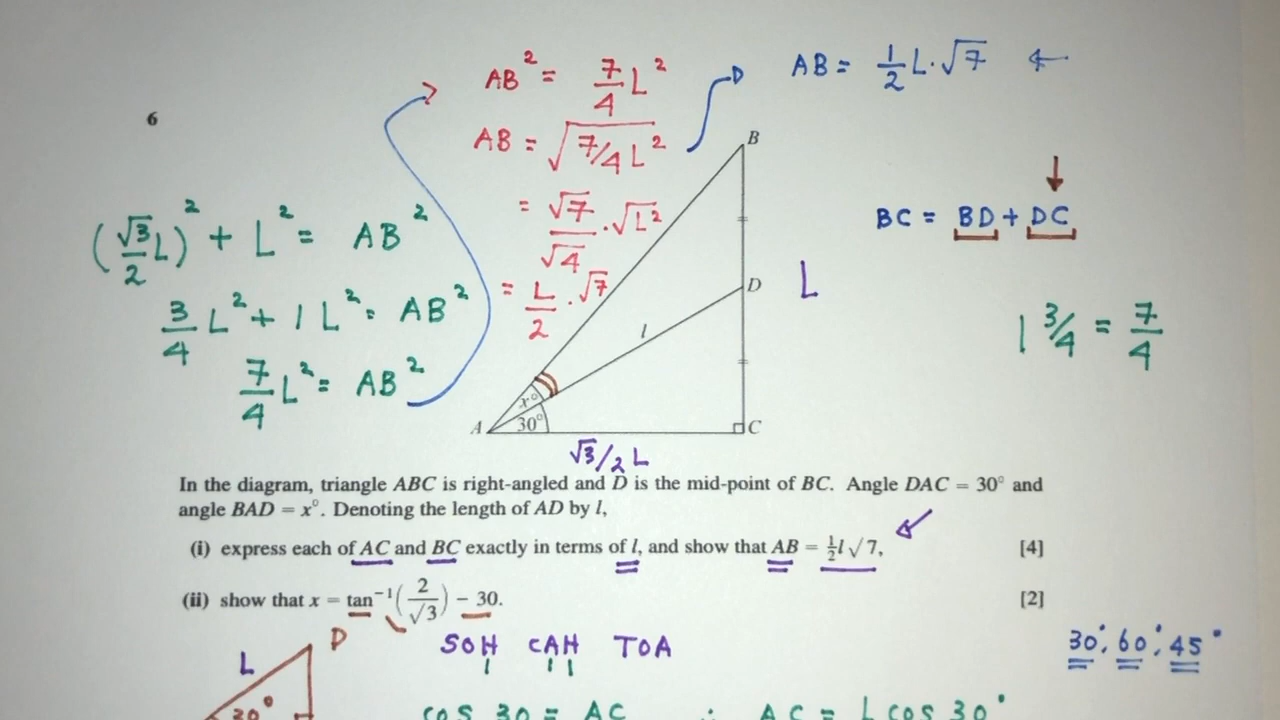 AB² = 7/4 L²
AB = 1/2 L·√7 ←
6
AB = √(7/4 L²)
B
(√3/2 L)² + L² = AB²
= √7/√4 · √L²
BC = BD + DC
3/4 L² + 1 L² = AB²
= L/2 · √7
D
L
1 3/4 = 7/4
l
7/4 L² = AB²
x°
A
30°
C
√3/2 L
In the diagram, triangle ABC is right-angled and D is the mid-point of BC. Angle DAC = 30° and
angle BAD = x°. Denoting the length of AD by l,
(i) express each of AC and BC exactly in terms of l, and show that AB = ½l√7, [4]
(ii) show that x = tan⁻¹(2/√3) − 30. [2]
D
SOH CAH TOA
30°, 60°, 45°
L
30°
cos 30 = AC
∴ AC = L cos 30°